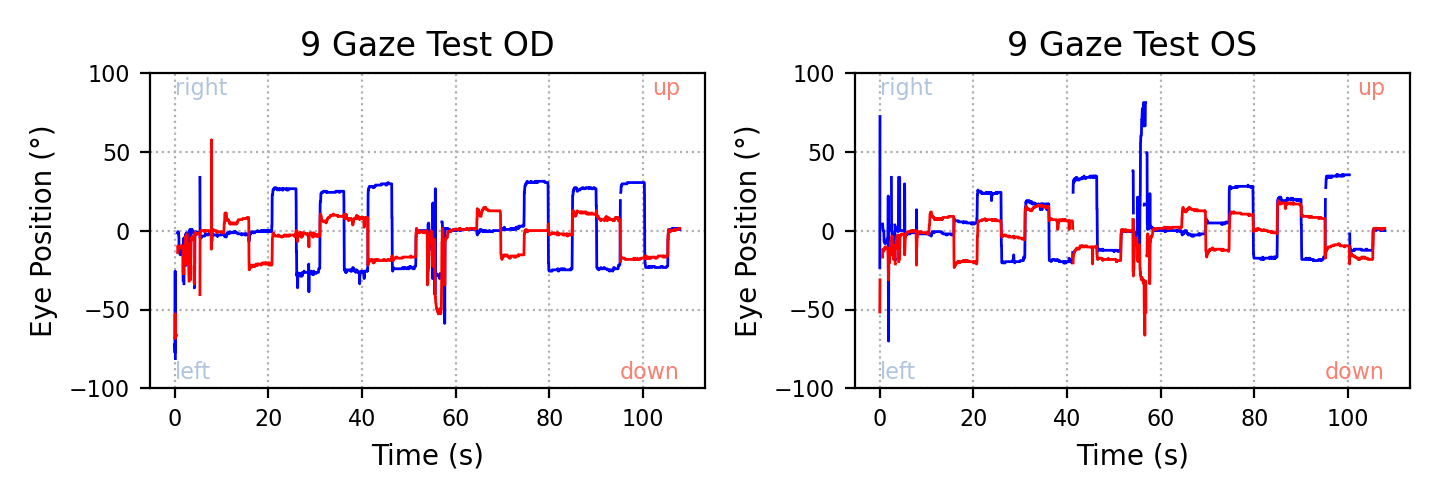 9 Gaze Test OD
100
50
0
−50
−100
Eye Position (°)
right
up
left
down
0 20 40 60 80 100
Time (s)
9 Gaze Test OS
100
50
0
−50
−100
Eye Position (°)
right
up
left
down
0 20 40 60 80 100
Time (s)